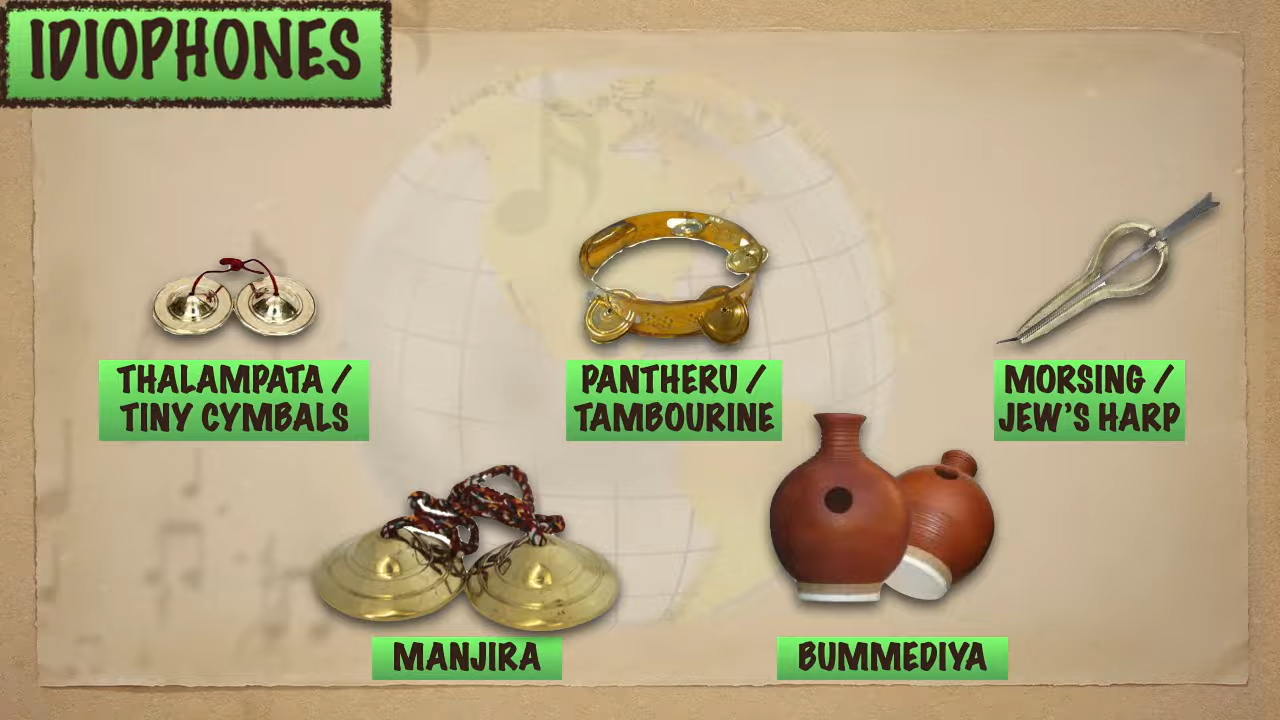 IDIOPHONES
THALAMPATA /
TINY CYMBALS
PANTHERU /
TAMBOURINE
MORSING /
JEW'S HARP
MANJIRA
BUMMEDIYA